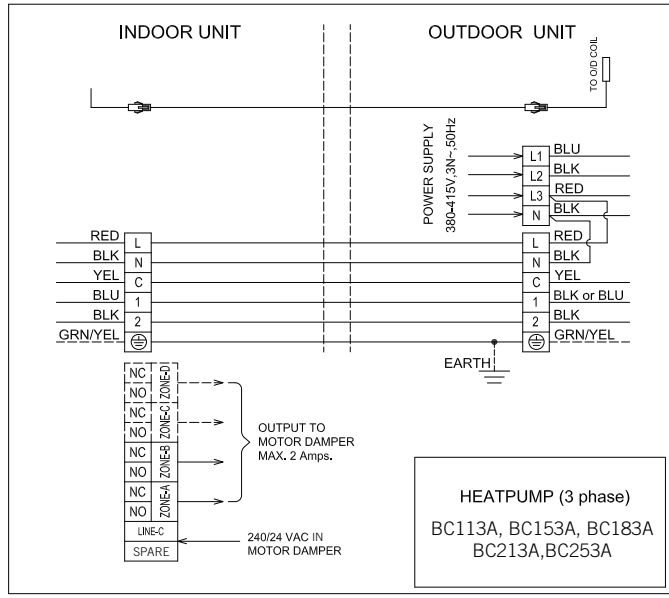 INDOOR UNIT
OUTDOOR UNIT
TO O/D COIL
POWER SUPPLY
380-415V,3N~,50Hz
L1 BLU
L2 BLK
L3 RED
N BLK
RED L
BLK N
YEL C
BLU 1
BLK 2
GRN/YEL
L RED
N BLK
C YEL
1 BLK or BLU
2 BLK
GRN/YEL
EARTH
NC
NO
ZONE-D
NC
NO
ZONE-C
NC
NO
ZONE-B
NC
NO
ZONE-A
LINE-C
SPARE
OUTPUT TO
MOTOR DAMPER
MAX. 2 Amps.
240/24 VAC IN
MOTOR DAMPER
HEATPUMP (3 phase)
BC113A, BC153A, BC183A
BC213A,BC253A